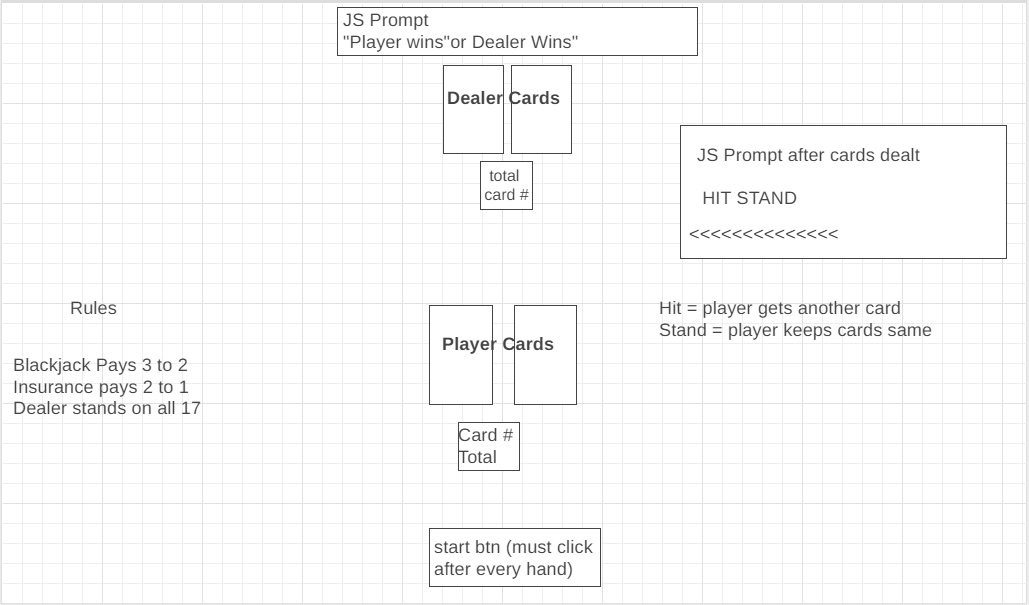 JS Prompt
"Player wins"or Dealer Wins"
Dealer Cards
total
card #
JS Prompt after cards dealt
HIT STAND
<<<<<<<<<<<<<<
Rules
Blackjack Pays 3 to 2
Insurance pays 2 to 1
Dealer stands on all 17
Player Cards
Hit = player gets another card
Stand = player keeps cards same
Card #
Total
start btn (must click
after every hand)